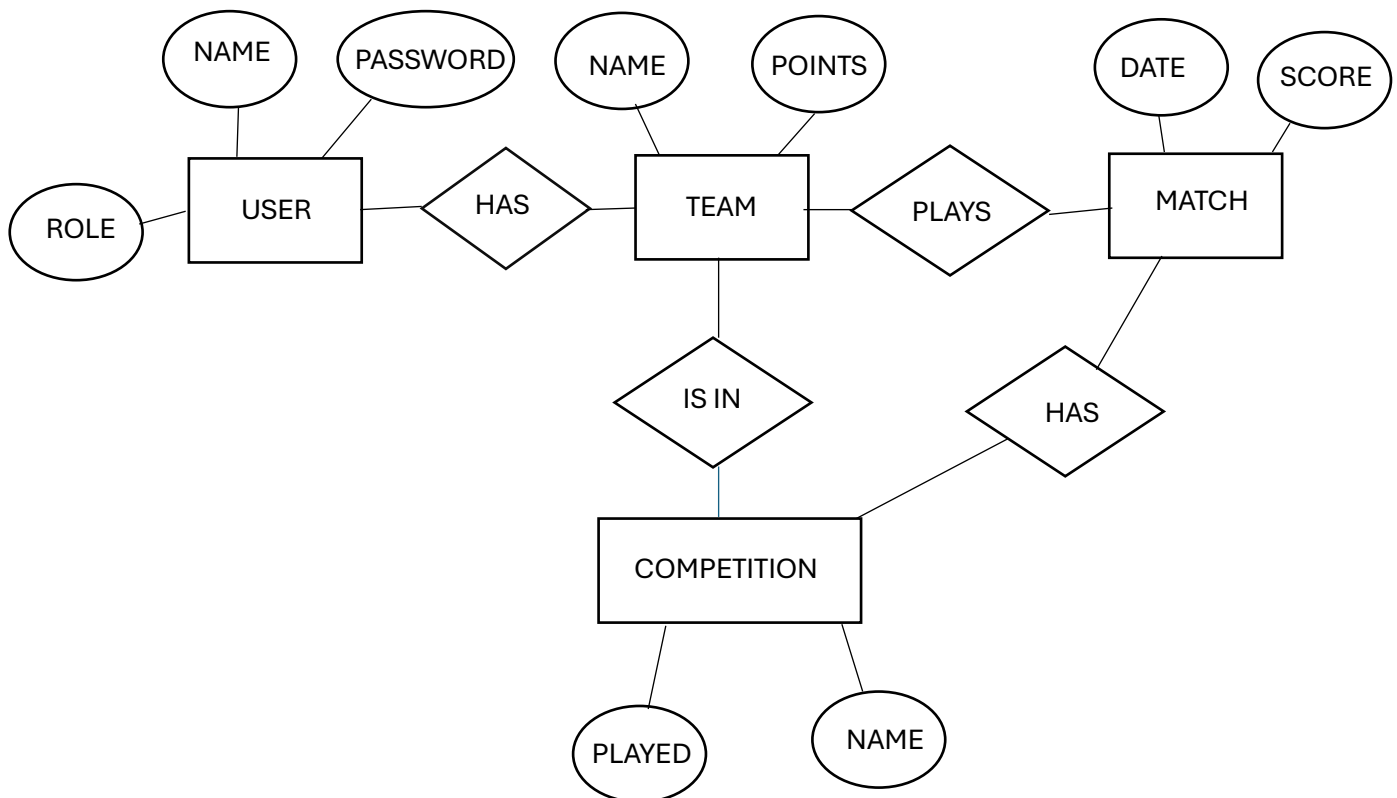 NAME
PASSWORD
NAME
POINTS
DATE
SCORE
ROLE
USER
HAS
TEAM
PLAYS
MATCH
IS IN
HAS
COMPETITION
PLAYED
NAME